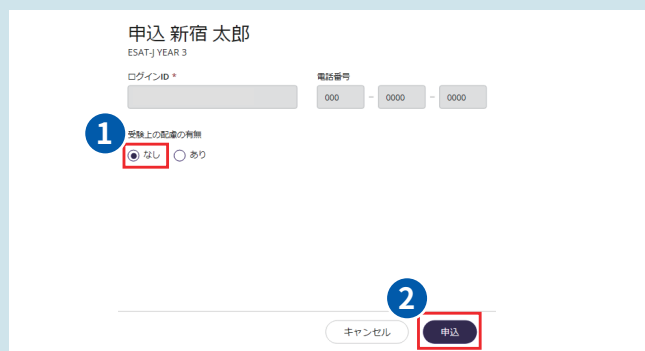 申込 新宿 太郎
ESAT-J YEAR 3
ログインID * 電話番号
000 - 0000 - 0000
1 受験上の配慮の有無
なし あり
2
キャンセル 申込